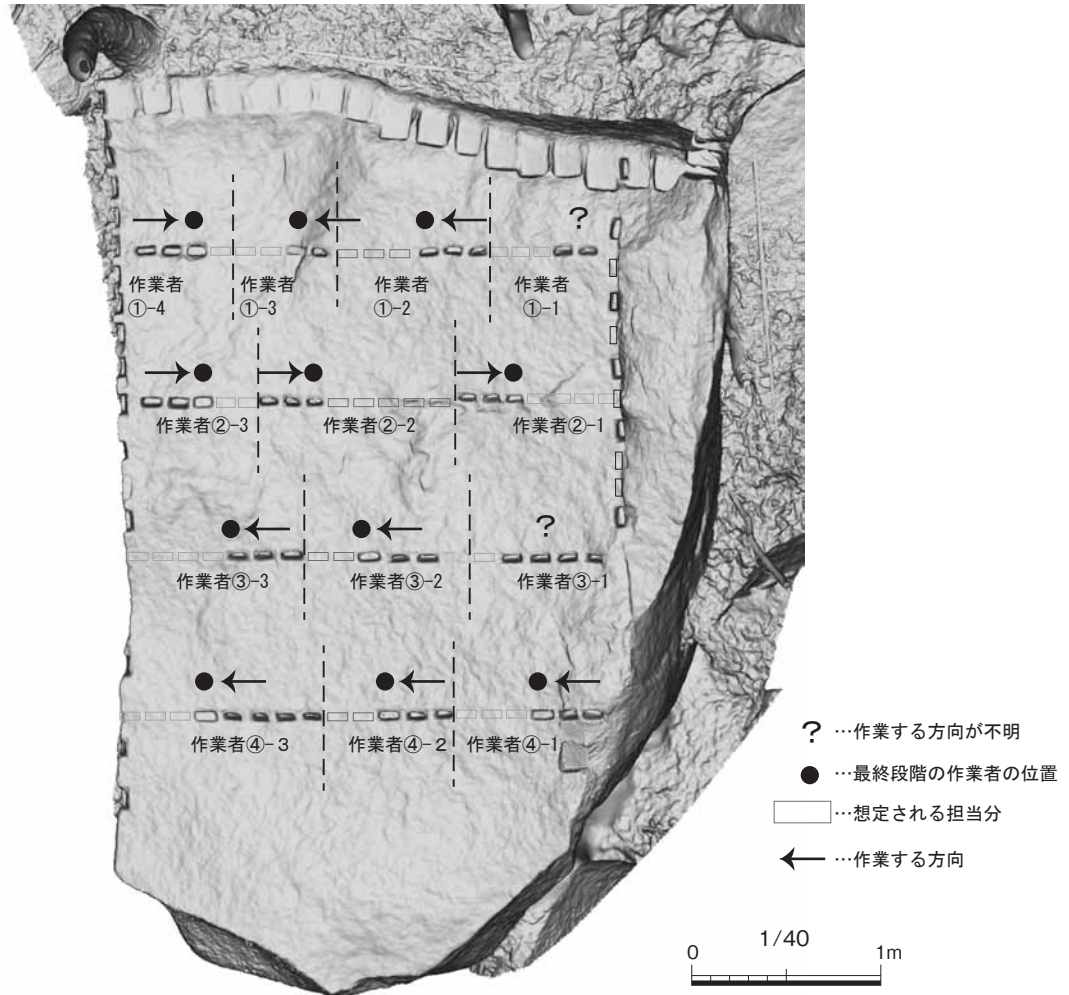 ?
作業者
①-4
作業者
①-3
作業者
①-2
作業者
①-1
作業者②-3
作業者②-2
作業者②-1
?
作業者③-3
作業者③-2
作業者③-1
作業者④-3
作業者④-2
作業者④-1
? …作業する方向が不明
…最終段階の作業者の位置
…想定される担当分
…作業する方向
1/40
0 1m